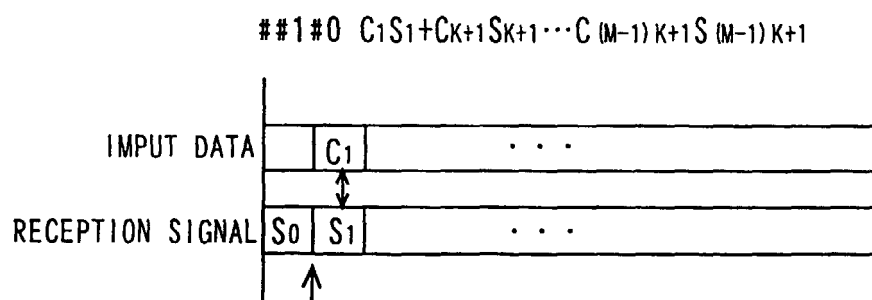 ##1#0 C1S1+CK+1SK+1···C(M-1)K+1S(M-1)K+1
IMPUT DATA C1 ...
RECEPTION SIGNAL S0 S1 ...